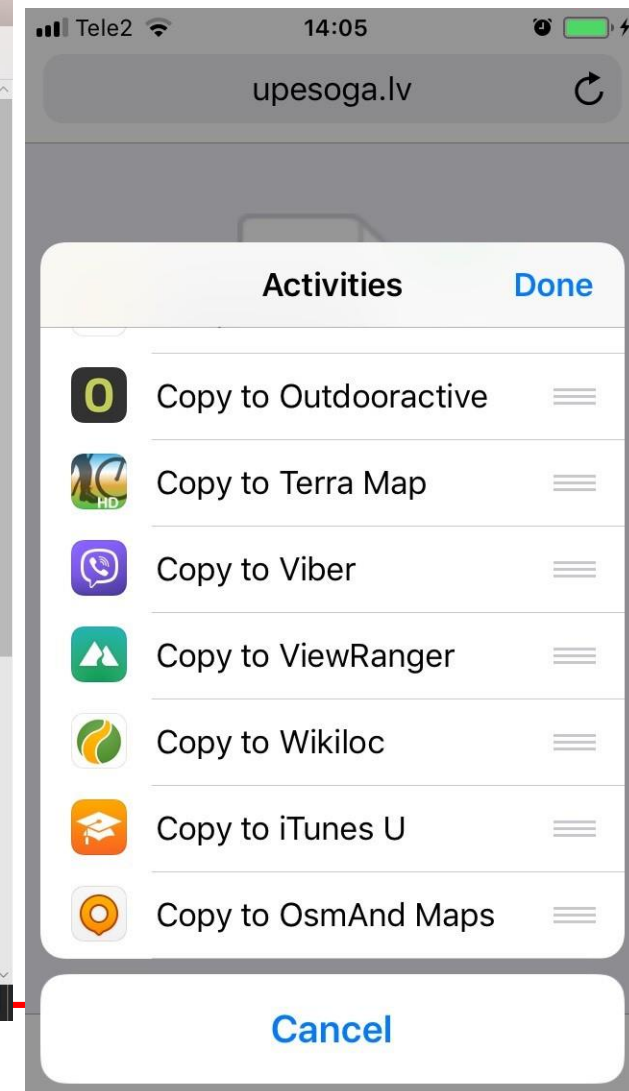 Tele2 14:05
upesoga.lv
Activities Done
Copy to Outdooractive
HD
Copy to Terra Map
Copy to Viber
Copy to ViewRanger
Copy to Wikiloc
Copy to iTunes U
Copy to OsmAnd Maps
Cancel